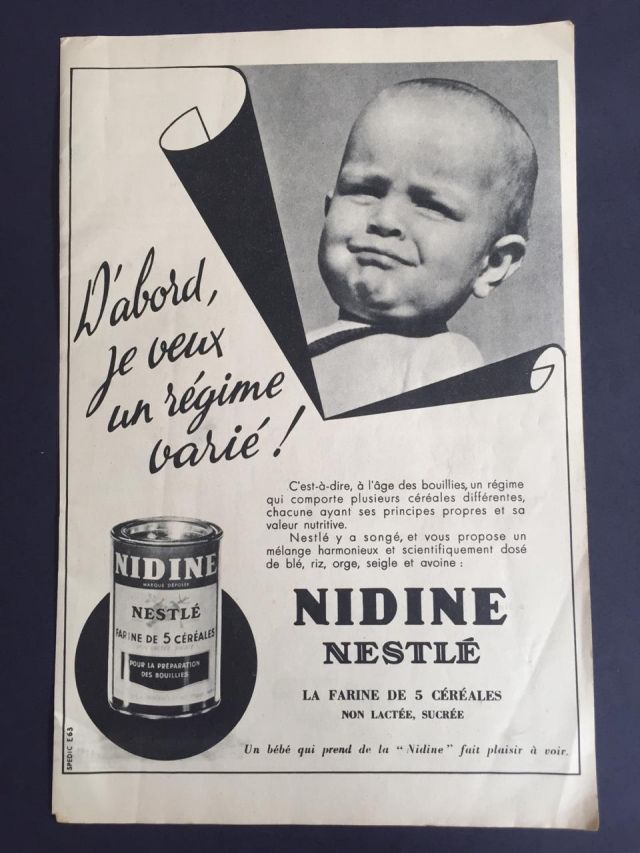 D'abord,
je veux
un régime
varié !
C'est-à-dire, à l'âge des bouillies, un régime
qui comporte plusieurs céréales différentes,
chacune ayant ses principes propres et sa
valeur nutritive.
Nestlé y a songé, et vous propose un
mélange harmonieux et scientifiquement dosé
de blé, riz, orge, seigle et avoine :
NIDINE
MARQUE DÉPOSÉE
NESTLÉ
FARINE DE 5 CÉRÉALES
POUR LA PRÉPARATION
DES BOUILLIES
NIDINE
NESTLÉ
LA FARINE DE 5 CÉRÉALES
NON LACTÉE, SUCRÉE
Un bébé qui prend de la "Nidine" fait plaisir à voir.
SPEDIC E63